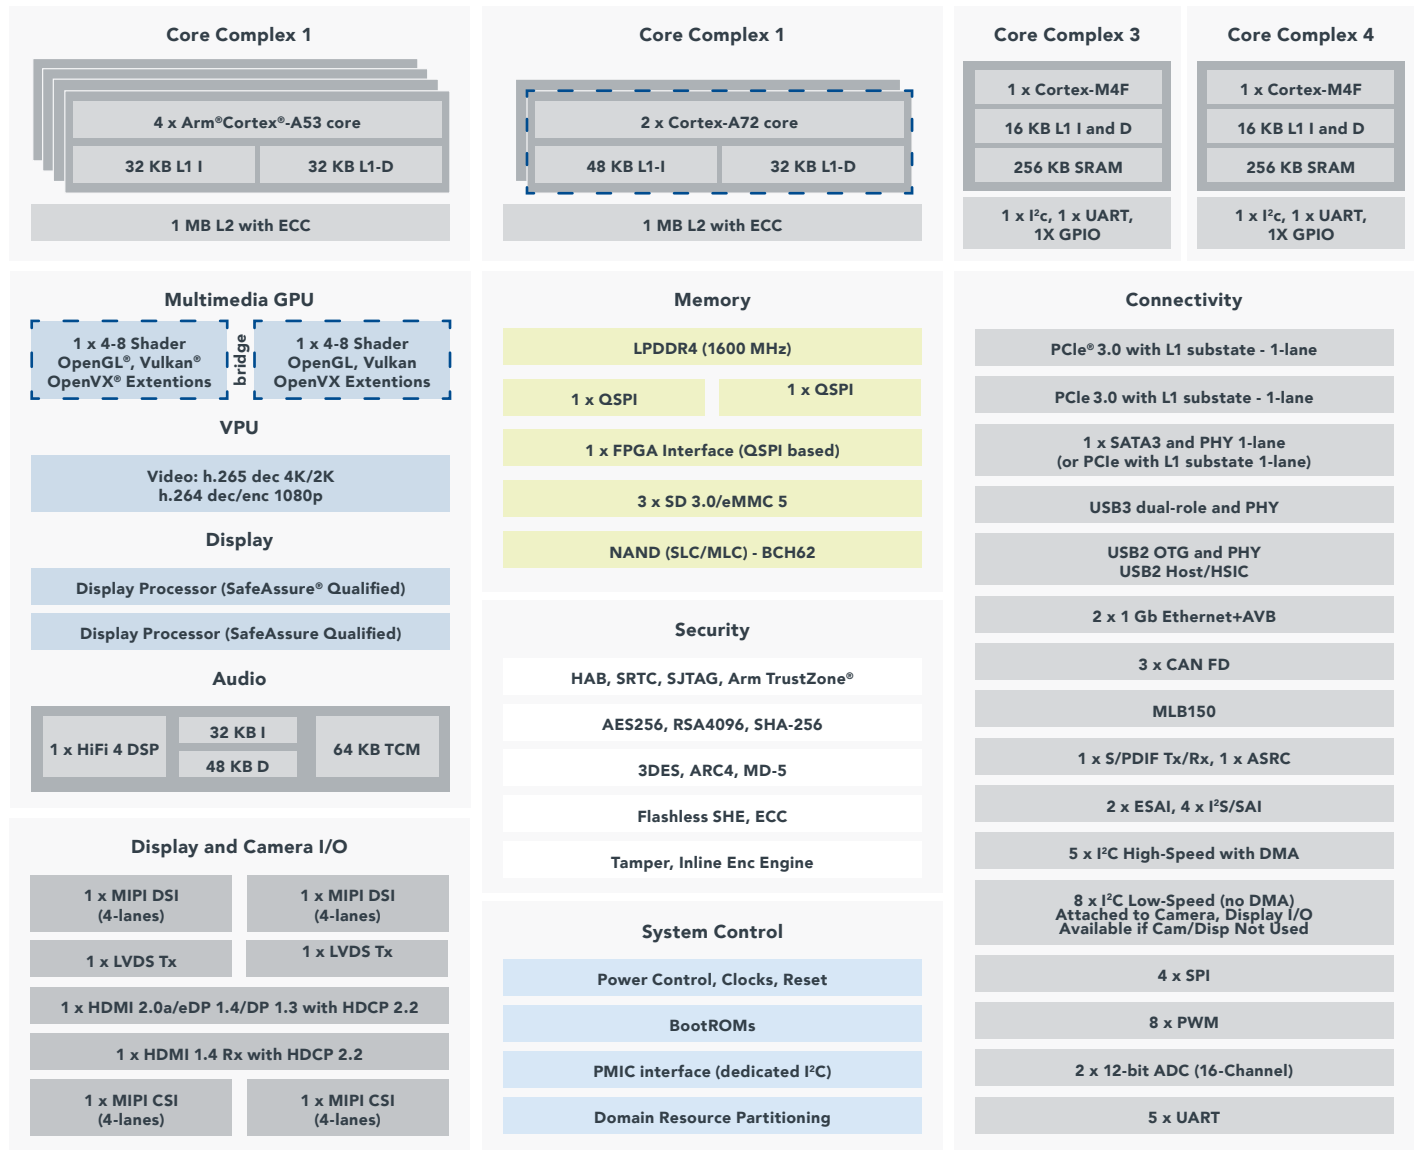 Core Complex 1
4 x Arm®Cortex®-A53 core
32 KB L1 I
32 KB L1-D
1 MB L2 with ECC
Core Complex 1
2 x Cortex-A72 core
48 KB L1-I
32 KB L1-D
1 MB L2 with ECC
Core Complex 3
1 x Cortex-M4F
16 KB L1 I and D
256 KB SRAM
1 x I²c, 1 x UART,
1X GPIO
Core Complex 4
1 x Cortex-M4F
16 KB L1 I and D
256 KB SRAM
1 x I²c, 1 x UART,
1X GPIO
Multimedia GPU
1 x 4-8 Shader
OpenGL®, Vulkan®
OpenVX® Extentions
bridge
1 x 4-8 Shader
OpenGL, Vulkan
OpenVX Extentions
VPU
Video: h.265 dec 4K/2K
h.264 dec/enc 1080p
Display
Display Processor (SafeAssure® Qualified)
Display Processor (SafeAssure Qualified)
Audio
1 x HiFi 4 DSP
32 KB I
48 KB D
64 KB TCM
Display and Camera I/O
1 x MIPI DSI
(4-lanes)
1 x MIPI DSI
(4-lanes)
1 x LVDS Tx
1 x LVDS Tx
1 x HDMI 2.0a/eDP 1.4/DP 1.3 with HDCP 2.2
1 x HDMI 1.4 Rx with HDCP 2.2
1 x MIPI CSI
(4-lanes)
1 x MIPI CSI
(4-lanes)
Memory
LPDDR4 (1600 MHz)
1 x QSPI
1 x QSPI
1 x FPGA Interface (QSPI based)
3 x SD 3.0/eMMC 5
NAND (SLC/MLC) - BCH62
Security
HAB, SRTC, SJTAG, Arm TrustZone®
AES256, RSA4096, SHA-256
3DES, ARC4, MD-5
Flashless SHE, ECC
Tamper, Inline Enc Engine
System Control
Power Control, Clocks, Reset
BootROMs
PMIC interface (dedicated I²C)
Domain Resource Partitioning
Connectivity
PCIe® 3.0 with L1 substate - 1-lane
PCIe 3.0 with L1 substate - 1-lane
1 x SATA3 and PHY 1-lane
(or PCIe with L1 substate 1-lane)
USB3 dual-role and PHY
USB2 OTG and PHY
USB2 Host/HSIC
2 x 1 Gb Ethernet+AVB
3 x CAN FD
MLB150
1 x S/PDIF Tx/Rx, 1 x ASRC
2 x ESAI, 4 x I²S/SAI
5 x I²C High-Speed with DMA
8 x I²C Low-Speed (no DMA)
Attached to Camera, Display I/O
Available if Cam/Disp Not Used
4 x SPI
8 x PWM
2 x 12-bit ADC (16-Channel)
5 x UART